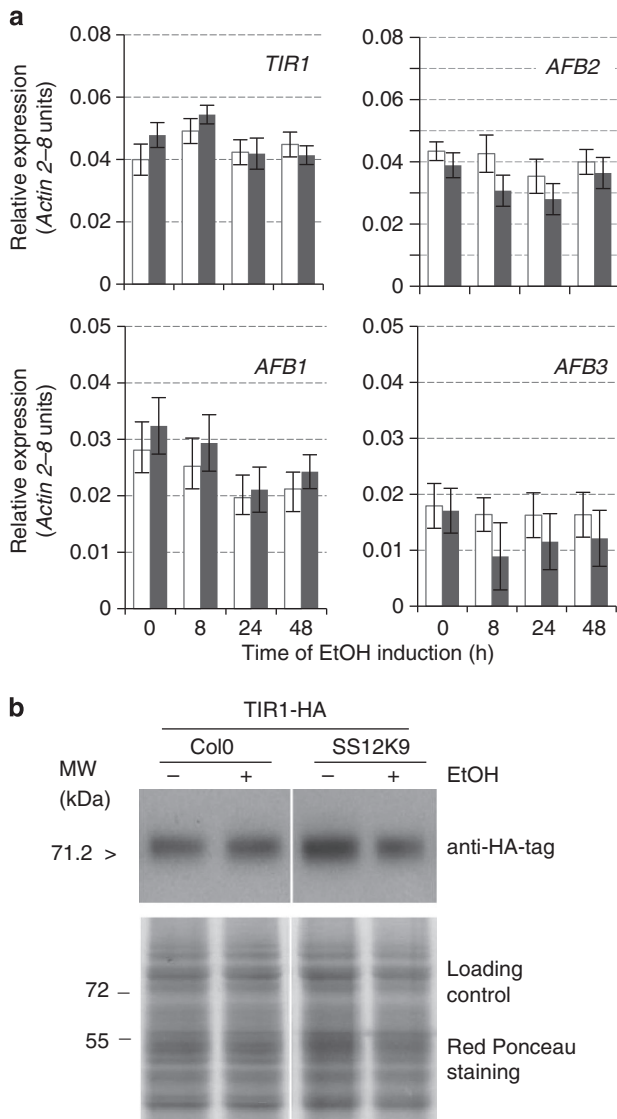 a
0.08
0.06
0.04
0.02
0
TIR1
Relative expression
(Actin 2–8 units)
0.08
0.06
0.04
0.02
0
AFB2
0.05
0.04
0.03
0.02
0.01
0
AFB1
Relative expression
(Actin 2–8 units)
0 8 24 48
0.05
0.04
0.03
0.02
0.01
0
AFB3
0 8 24 48
Time of EtOH induction (h)
b
TIR1-HA
Col0 SS12K9
MW
(kDa)
– + – + EtOH
71.2 > anti-HA-tag
72 –
55 –
Loading
control
Red Ponceau
staining